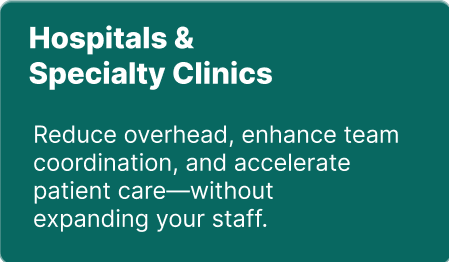 Hospitals &
Specialty Clinics
Reduce overhead, enhance team
coordination, and accelerate
patient care—without
expanding your staff.